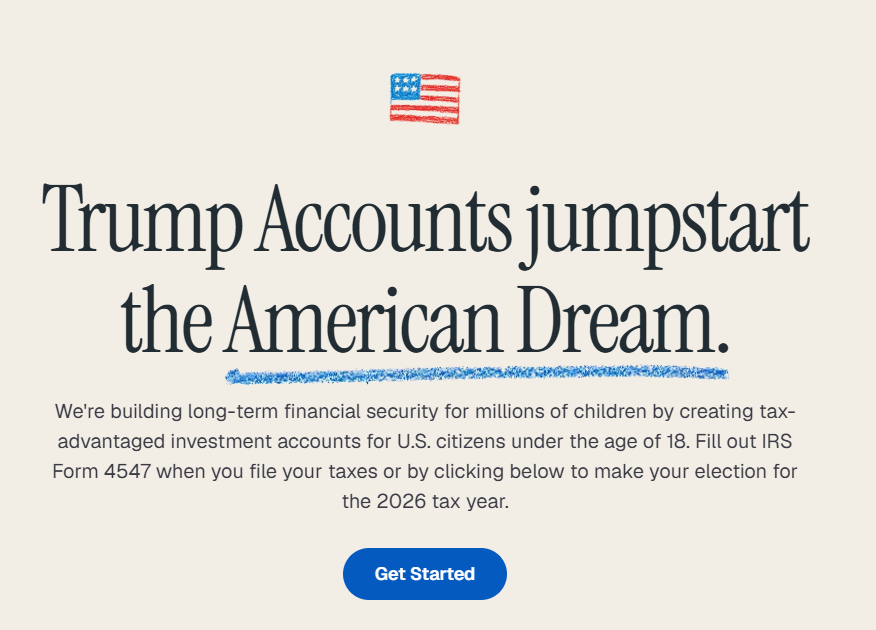 Trump Accounts jumpstart
the American Dream.
We're building long-term financial security for millions of children by creating tax-
advantaged investment accounts for U.S. citizens under the age of 18. Fill out IRS
Form 4547 when you file your taxes or by clicking below to make your election for
the 2026 tax year.
Get Started